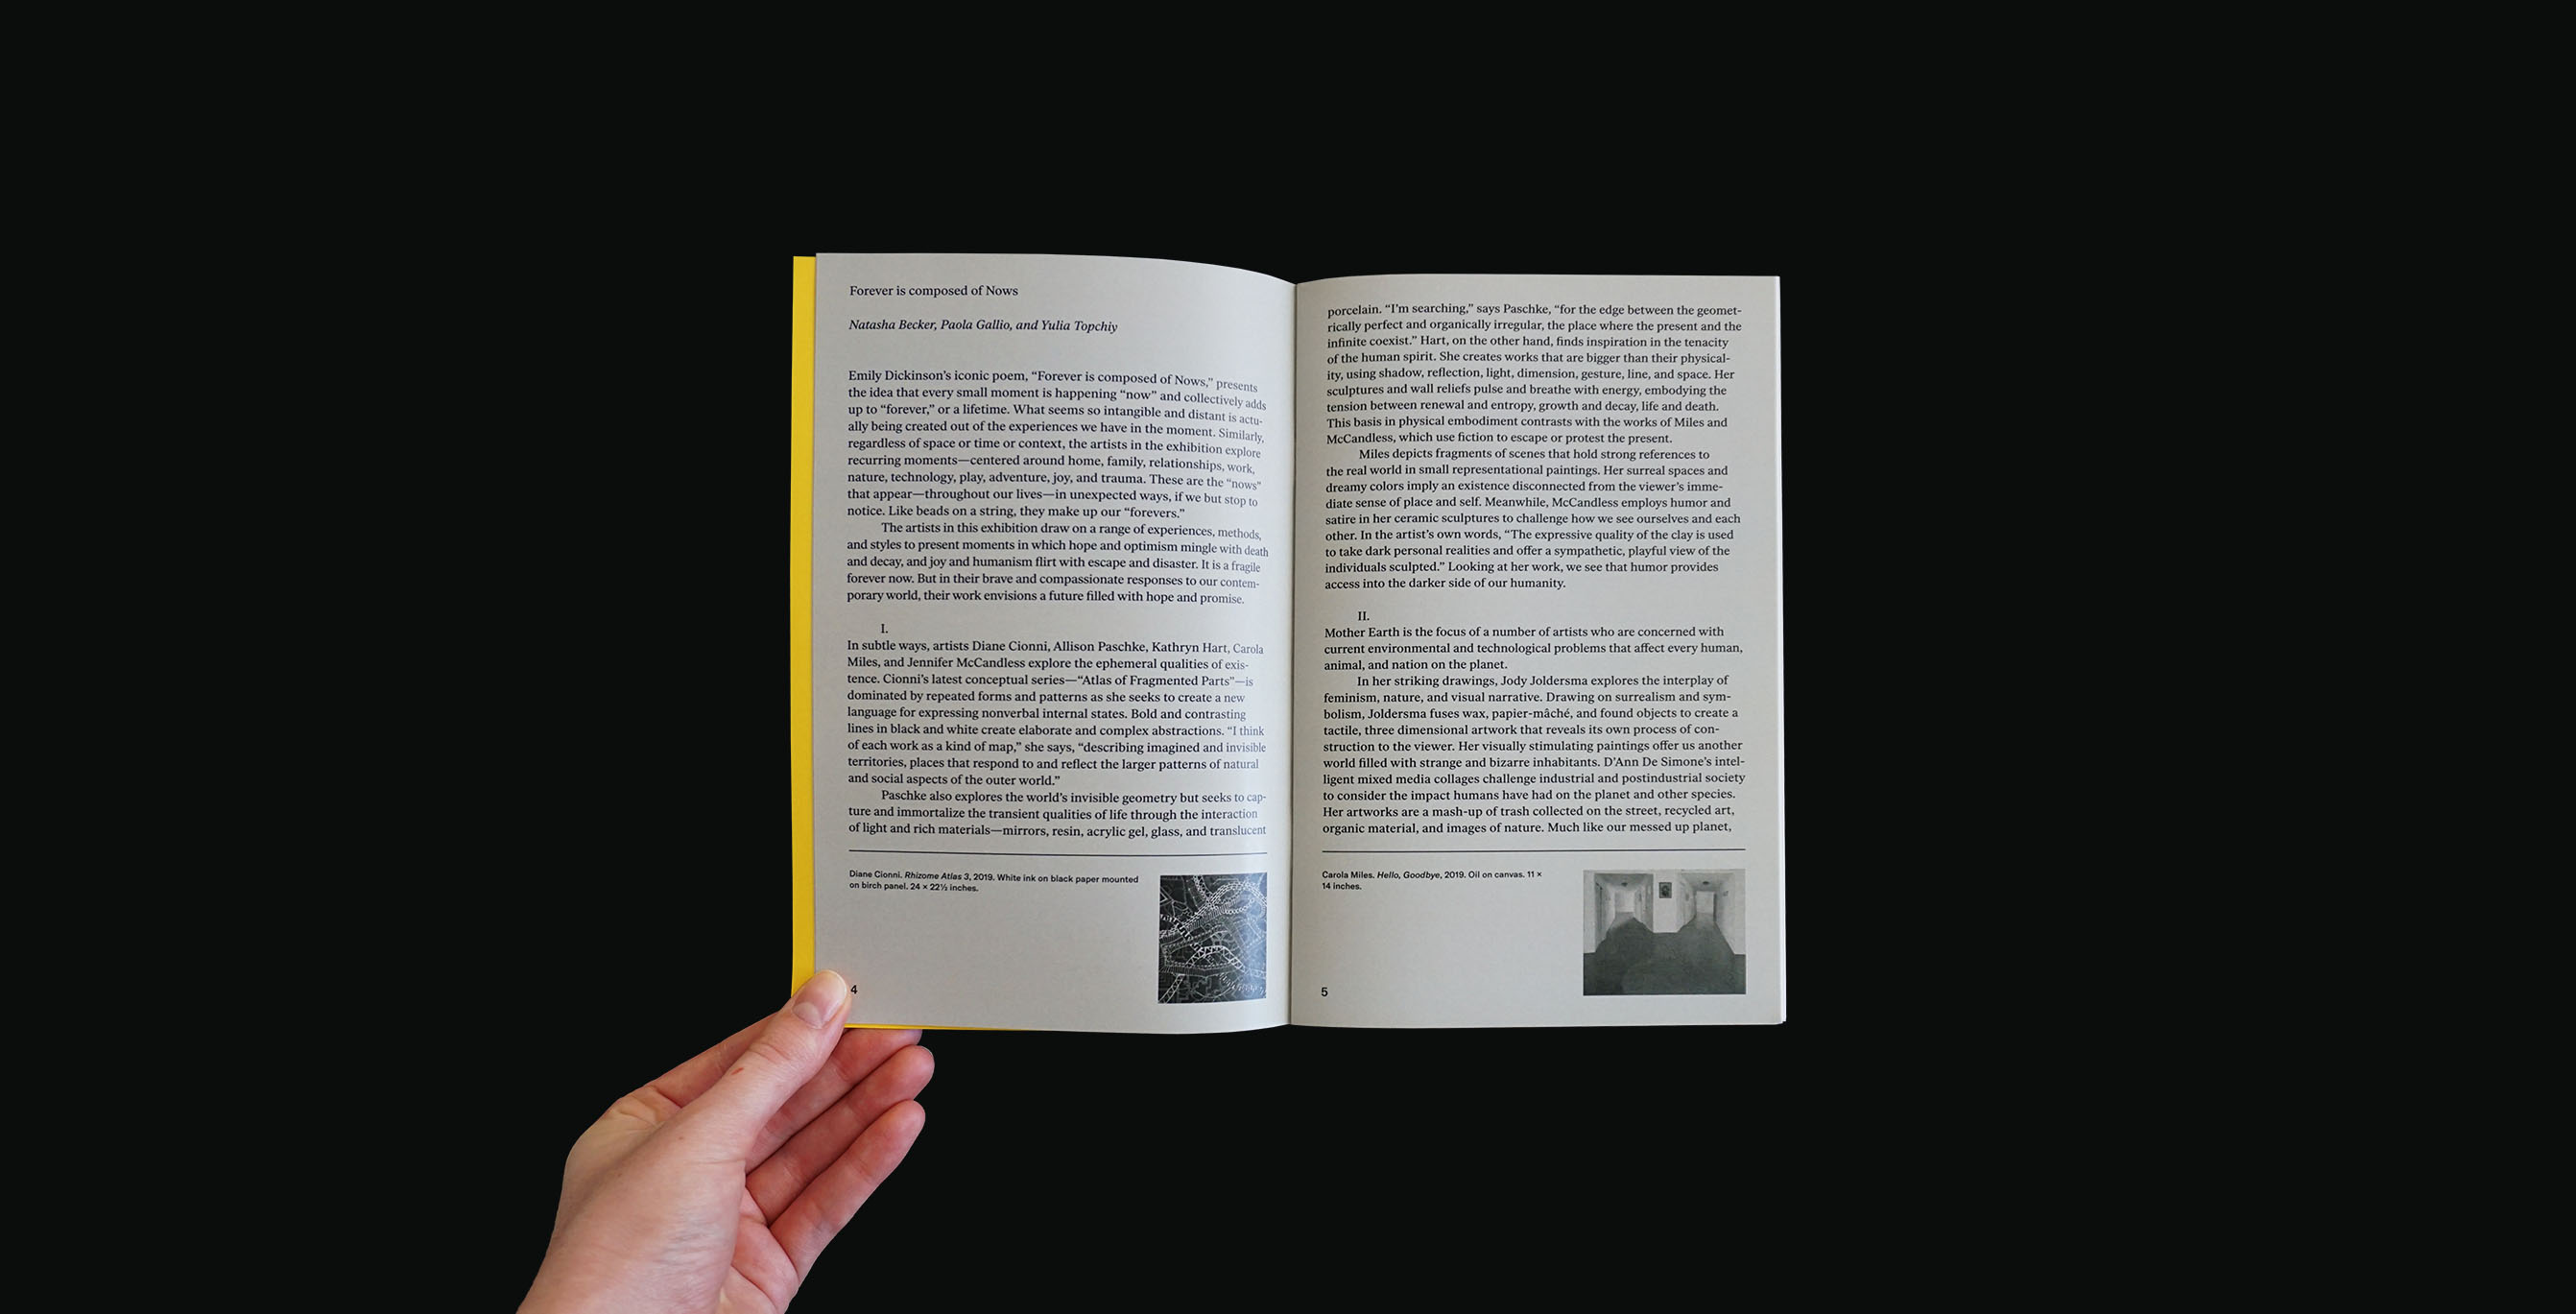 Forever is composed of Nows
Natasha Becker, Paola Gallio, and Yulia Topchiy
Emily Dickinson’s iconic poem, “Forever is composed of Nows,” presents
the idea that every small moment is happening “now” and collectively adds
up to “forever,” or a lifetime. What seems so intangible and distant is actu-
ally being created out of the experiences we have in the moment. Similarly,
regardless of space or time or context, the artists in the exhibition explore
recurring moments—centered around home, family, relationships, work,
nature, technology, play, adventure, joy, and trauma. These are the “nows”
that appear—throughout our lives—in unexpected ways, if we but stop to
notice. Like beads on a string, they make up our “forevers.”
The artists in this exhibition draw on a range of experiences, methods,
and styles to present moments in which hope and optimism mingle with death
and decay, and joy and humanism flirt with escape and disaster. It is a fragile
forever now. But in their brave and compassionate responses to our contem-
porary world, their work envisions a future filled with hope and promise.
I.
In subtle ways, artists Diane Cionni, Allison Paschke, Kathryn Hart, Carola
Miles, and Jennifer McCandless explore the ephemeral qualities of exis-
tence. Cionni’s latest conceptual series—“Atlas of Fragmented Parts”—is
dominated by repeated forms and patterns as she seeks to create a new
language for expressing nonverbal internal states. Bold and contrasting
lines in black and white create elaborate and complex abstractions. “I think
of each work as a kind of map,” she says, “describing imagined and invisible
territories, places that respond to and reflect the larger patterns of natural
and social aspects of the outer world.”
Paschke also explores the world’s invisible geometry but seeks to cap-
ture and immortalize the transient qualities of life through the interaction
of light and rich materials—mirrors, resin, acrylic gel, glass, and translucent
Diane Cionni. Rhizome Atlas 3, 2019. White ink on black paper mounted
on birch panel. 24 × 22½ inches.
4
porcelain. “I’m searching,” says Paschke, “for the edge between the geomet-
rically perfect and organically irregular, the place where the present and the
infinite coexist.” Hart, on the other hand, finds inspiration in the tenacity
of the human spirit. She creates works that are bigger than their physical-
ity, using shadow, reflection, light, dimension, gesture, line, and space. Her
sculptures and wall reliefs pulse and breathe with energy, embodying the
tension between renewal and entropy, growth and decay, life and death.
This basis in physical embodiment contrasts with the works of Miles and
McCandless, which use fiction to escape or protest the present.
Miles depicts fragments of scenes that hold strong references to
the real world in small representational paintings. Her surreal spaces and
dreamy colors imply an existence disconnected from the viewer’s imme-
diate sense of place and self. Meanwhile, McCandless employs humor and
satire in her ceramic sculptures to challenge how we see ourselves and each
other. In the artist’s own words, “The expressive quality of the clay is used
to take dark personal realities and offer a sympathetic, playful view of the
individuals sculpted.” Looking at her work, we see that humor provides
access into the darker side of our humanity.
II.
Mother Earth is the focus of a number of artists who are concerned with
current environmental and technological problems that affect every human,
animal, and nation on the planet.
In her striking drawings, Jody Joldersma explores the interplay of
feminism, nature, and visual narrative. Drawing on surrealism and sym-
bolism, Joldersma fuses wax, papier-mâché, and found objects to create a
tactile, three dimensional artwork that reveals its own process of con-
struction to the viewer. Her visually stimulating paintings offer us another
world filled with strange and bizarre inhabitants. D’Ann De Simone’s intel-
ligent mixed media collages challenge industrial and postindustrial society
to consider the impact humans have had on the planet and other species.
Her artworks are a mash-up of trash collected on the street, recycled art,
organic material, and images of nature. Much like our messed up planet,
Carola Miles. Hello, Goodbye, 2019. Oil on canvas. 11 ×
14 inches.
5